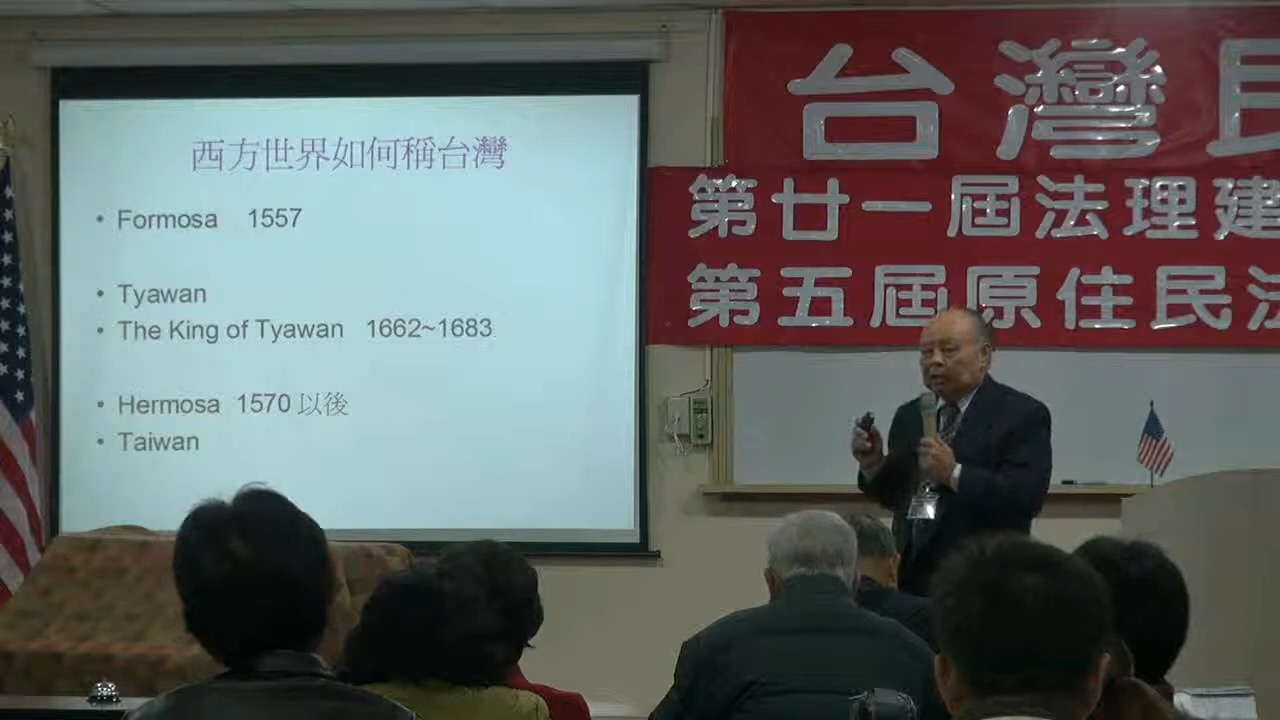 西方世界如何稱台灣
• Formosa 1557
• Tyawan
• The King of Tyawan 1662~1683
• Hermosa 1570 以後
• Taiwan
台灣
第廿一屆法理建
第五屆原住民法